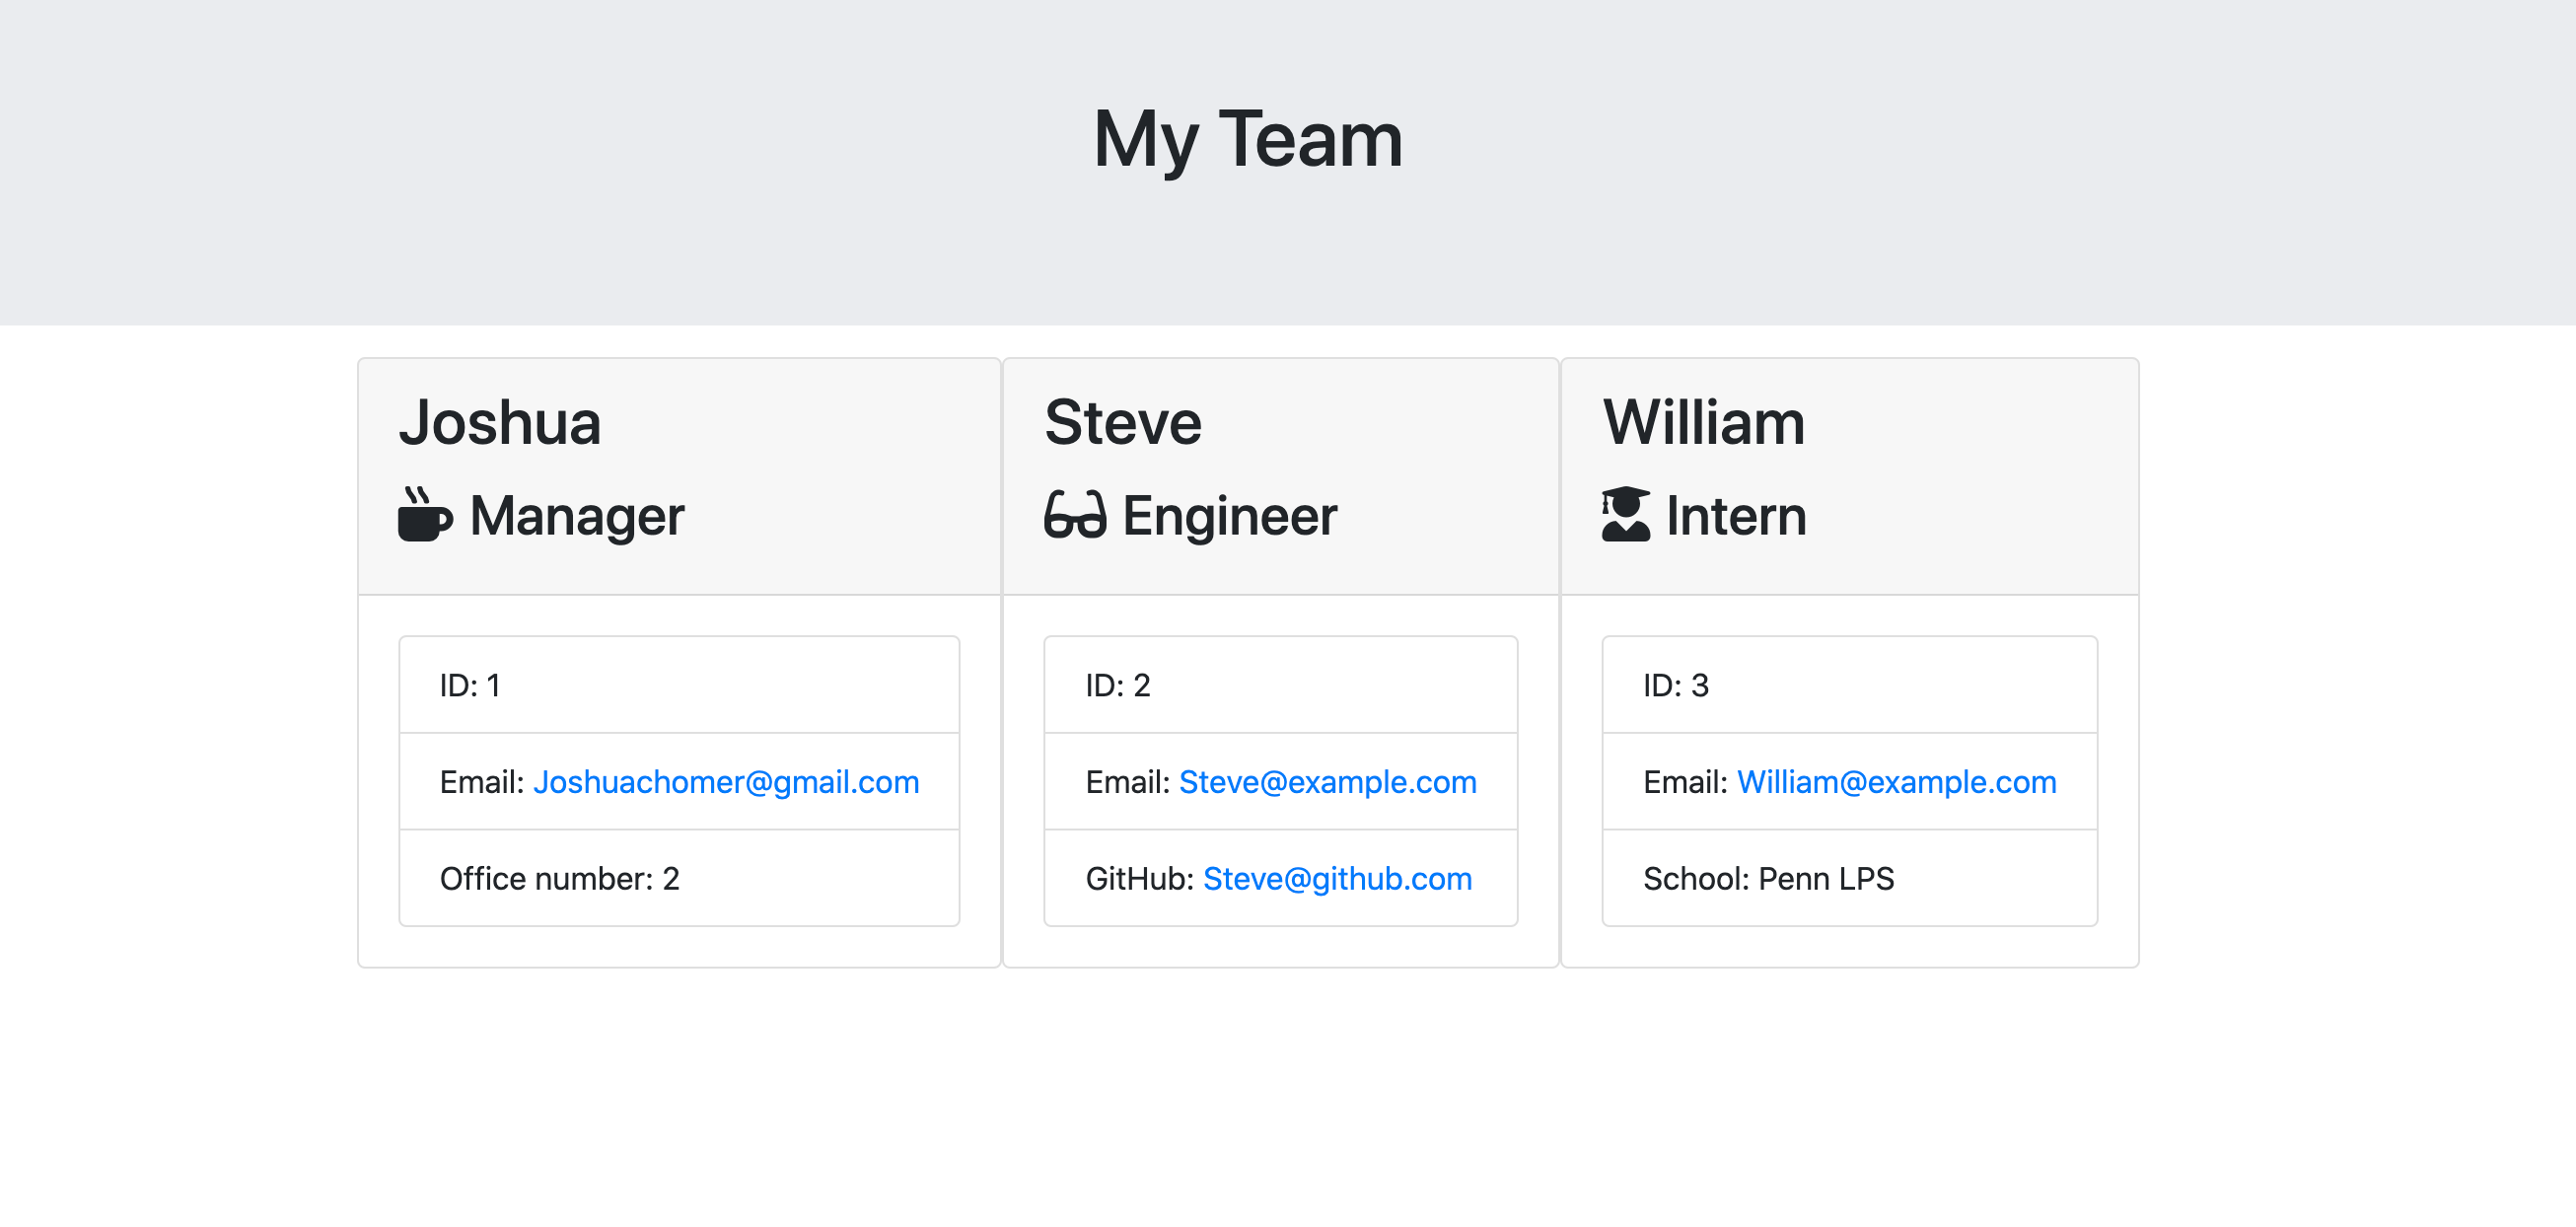 My Team
Joshua
Manager
ID: 1
Email: Joshuachomer@gmail.com
Office number: 2
Steve
Engineer
ID: 2
Email: Steve@example.com
GitHub: Steve@github.com
William
Intern
ID: 3
Email: William@example.com
School: Penn LPS